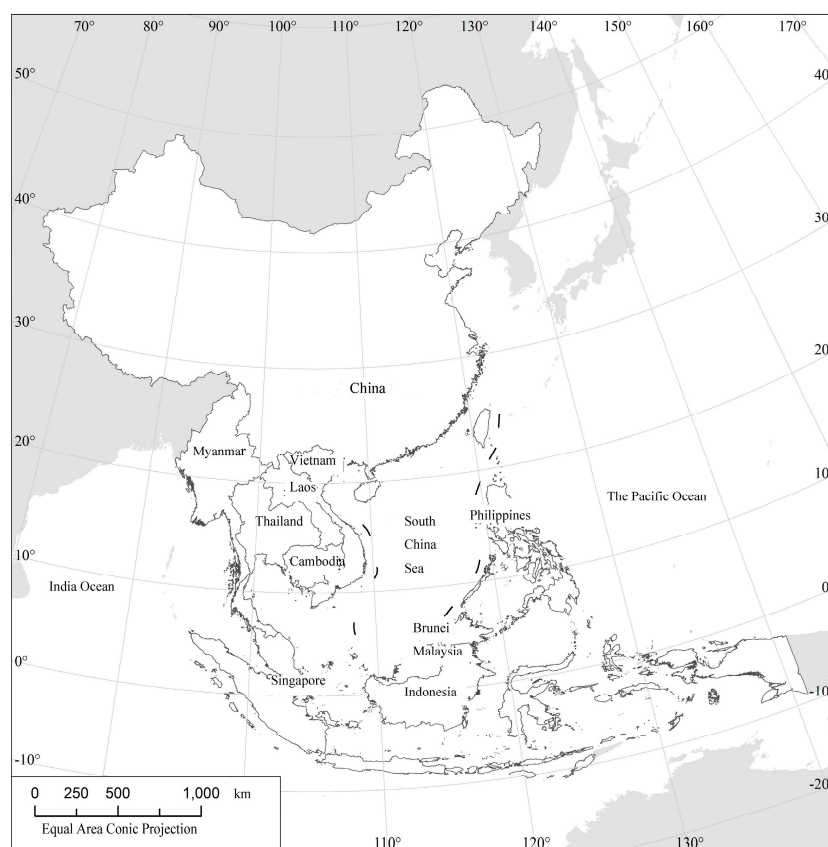 70° 80° 90° 100° 110° 120° 130° 140° 150° 160° 170°
50°
40
40°
30
30°
20
China
20°
Myanmar
Vietnam
10
Laos
The Pacific Ocean
Philippines
Thailand
South
China
Sea
10°
Cambodia
0
India Ocean
Brunei
Malaysia
0°
Singapore
Indonesia
-10
-10°
-20
0 250 500 1,000 km
Equal Area Conic Projection
110° 120° 130°